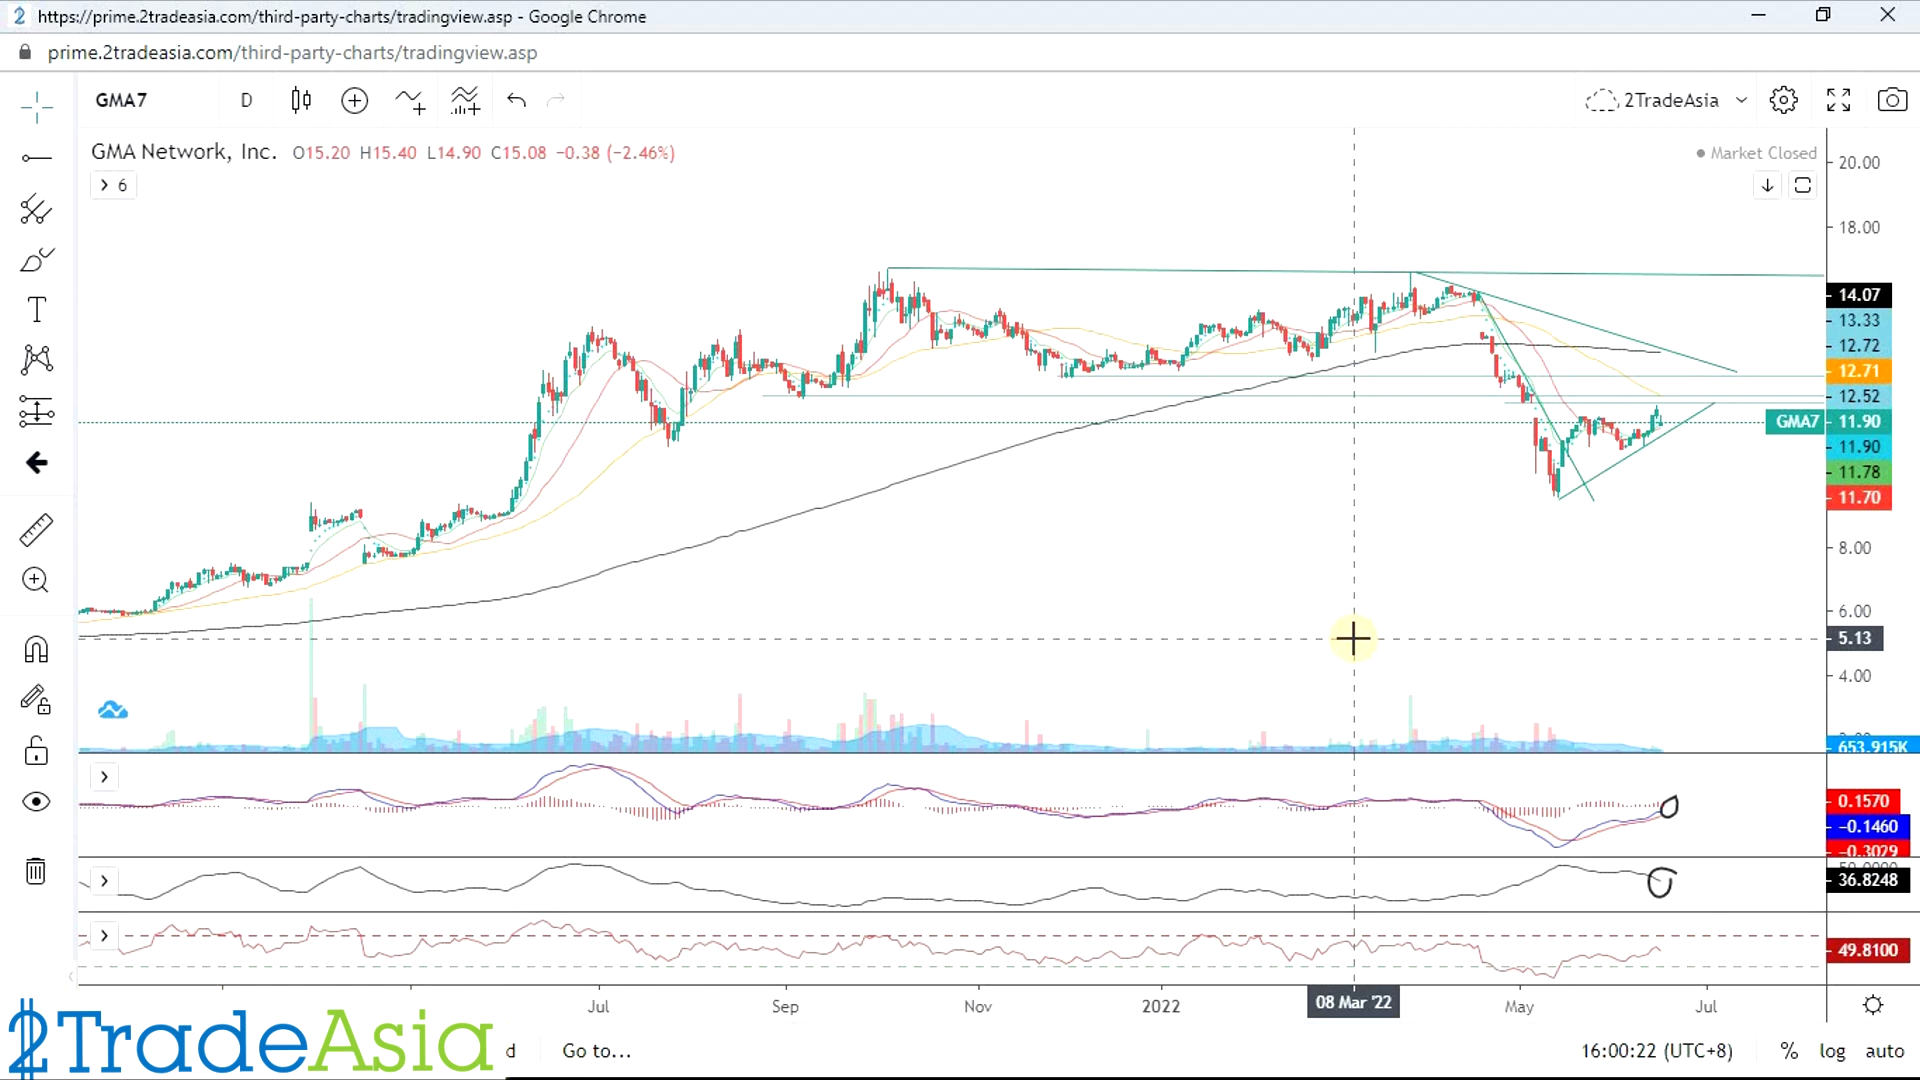 https://prime.2tradeasia.com/third-party-charts/tradingview.asp - Google Chrome
prime.2tradeasia.com/third-party-charts/tradingview.asp
GMA7 D 2TradeAsia
GMA Network, Inc. O15.20 H15.40 L14.90 C15.08 −0.38 (−2.46%)
Market Closed
6
20.00
18.00
14.07
13.33
12.72
12.71
12.52
GMA7 11.90
11.90
11.78
11.70
8.00
6.00
5.13
4.00
653.915K
0.1570
−0.1460
−0.3029
36.8248
49.8100
Jul Sep Nov 2022 08 Mar '22 May Jul
2TradeAsia
d Go to... 16:00:22 (UTC+8) % log auto